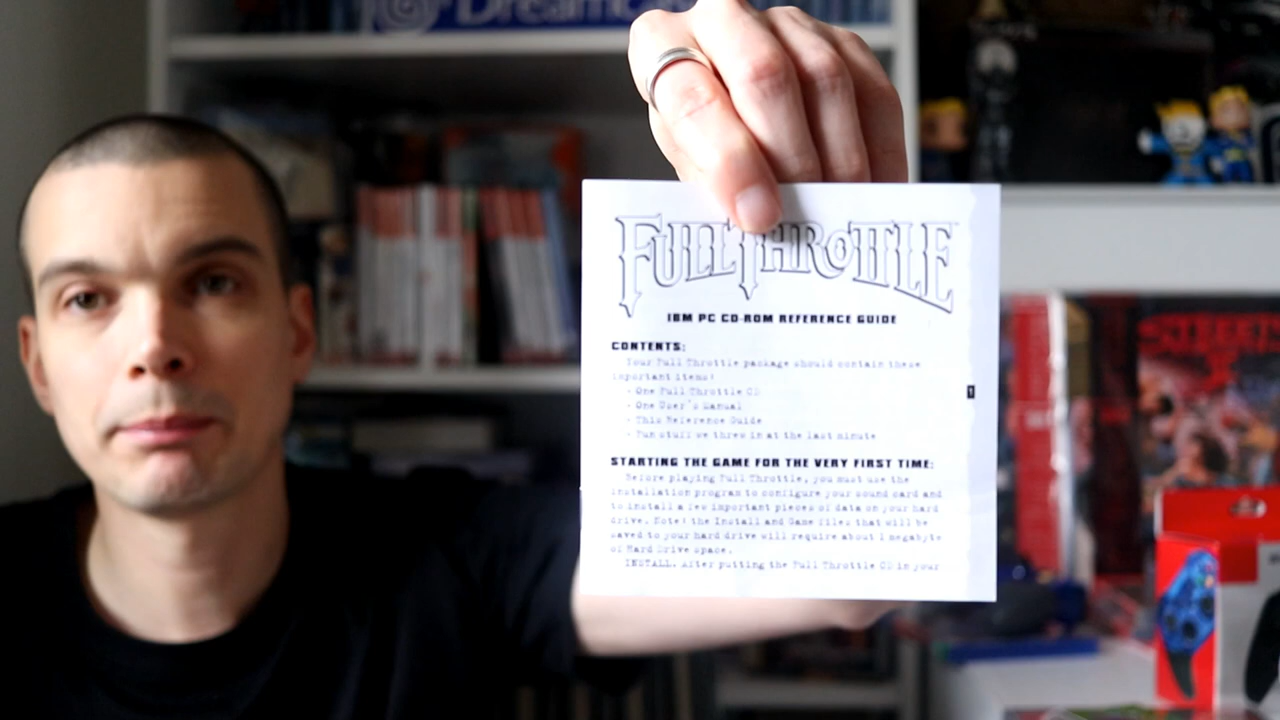 Dreamcast
FULL THROTTLE
IBM PC CD-ROM REFERENCE GUIDE
CONTENTS:
Your Full Throttle package should contain these
important items:
- One Full Throttle CD
- One User's Manual
- This Reference Guide
- Fun stuff we threw in at the last minute
1
STARTING THE GAME FOR THE VERY FIRST TIME:
Before playing Full Throttle, you must use the
installation program to configure your sound card and
to install a few important pieces of data on your hard
drive. Note: the Install and Game files that will be
saved to your hard drive will require about 1 megabyte
of Hard Drive space.
INSTALL. After putting the Full Throttle CD in your
STREETS